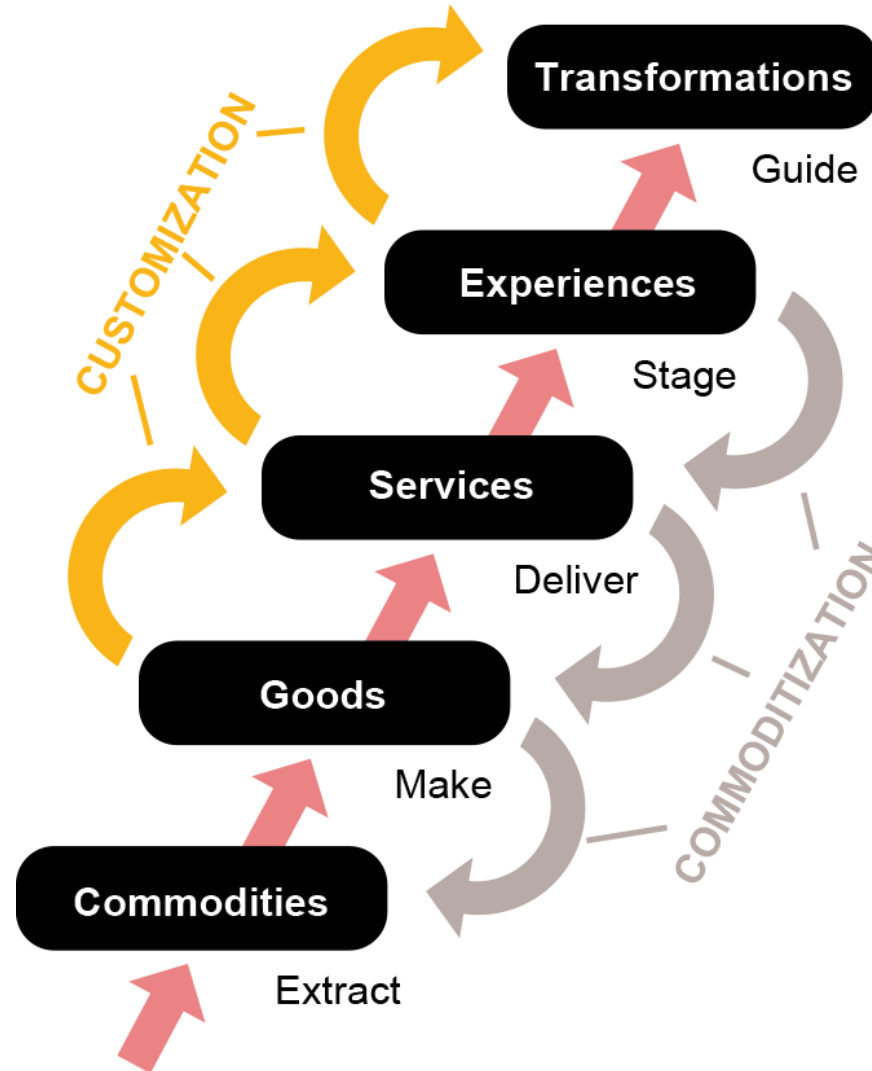 Transformations
Guide
CUSTOMIZATION
Experiences
Stage
Services
Deliver
Goods
Make
COMMODITIZATION
Commodities
Extract